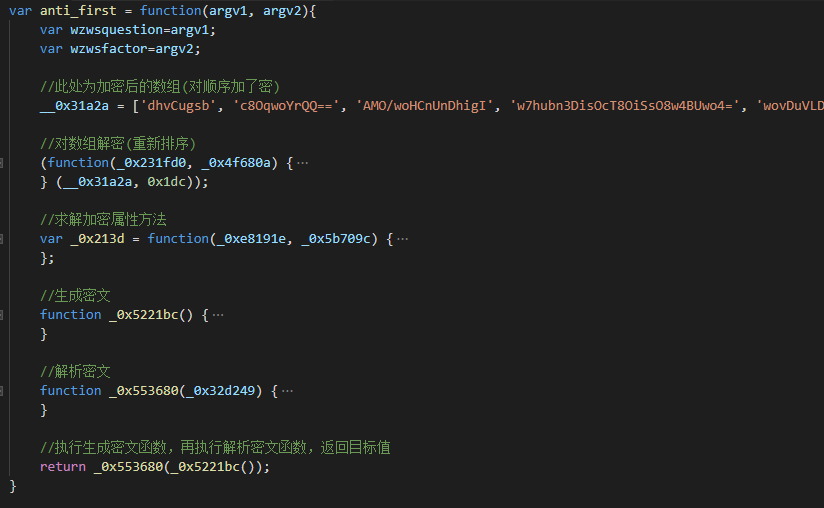 var anti_first = function(argv1, argv2){
var wzwsquestion=argv1;
var wzwsfactor=argv2;
//此处为加密后的数组(对顺序加了密)
__0x31a2a = ['dhvCugsb', 'c8OqwoYrQQ==', 'AMO/woHCnUnDhigI', 'w7hubn3DisOcT8OiSsO8w4BUwo4=', 'wovDuVLD
//对数组解密(重新排序)
(function(_0x231fd0, _0x4f680a) {…
} (__0x31a2a, 0x1dc));
//求解加密属性方法
var _0x213d = function(_0xe8191e, _0x5b709c) {…
};
//生成密文
function _0x5221bc() {…
}
//解析密文
function _0x553680(_0x32d249) {…
}
//执行生成密文函数，再执行解析密文函数，返回目标值
return _0x553680(_0x5221bc());
}